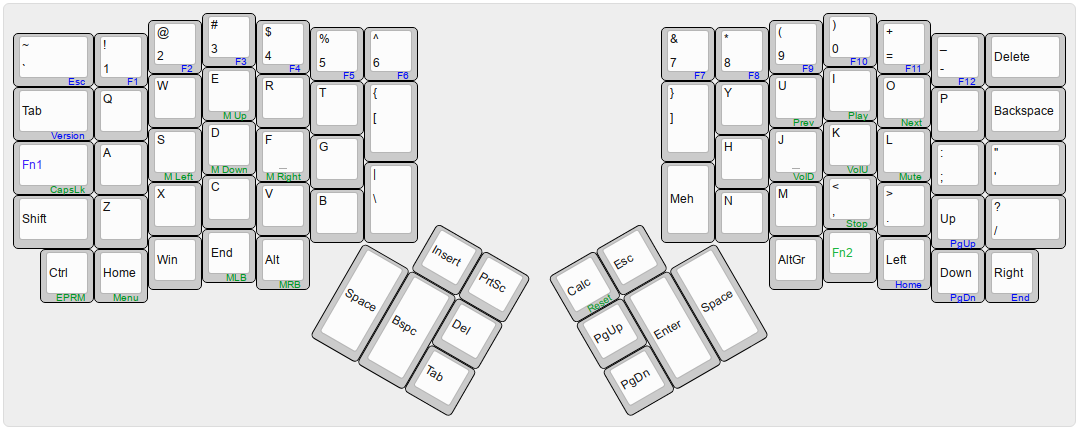 ~ ! @ # $ % ^
` 1 2 3 4 5 6
Esc F1 F2 F3 F4 F5 F6
& * ( ) + _ Delete
7 8 9 0 = -
F7 F8 F9 F10 F11 F12
Tab Q W E R T {
[
Version M Up
} Y U I O P Backspace
]
Prev Play Next
Fn1 A S D F G
_
CapsLk M Left M Down M Right
H J K L : "
_ ; '
VolD VolU Mute
Shift Z X C V B |
\
Meh N M < > Up ?
, . /
Stop PgUp
Ctrl Home Win End Alt
EPRM Menu MLB MRB
AltGr Fn2 Left Down Right
Home PgDn End
Insert PrtSc
Space Bspc Del
Tab
Calc Esc
Reset
PgUp Enter Space
PgDn